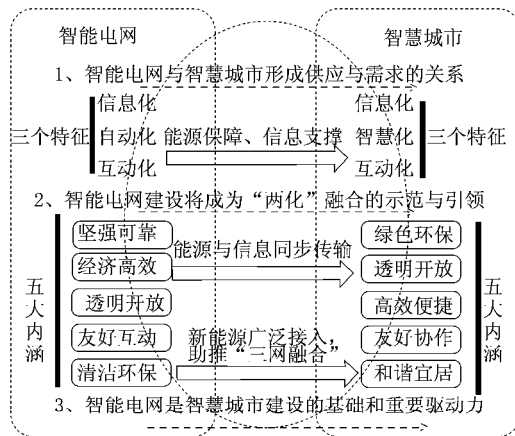 智能电网
智慧城市
1、智能电网与智慧城市形成供应与需求的关系
三个特征
信息化
自动化
互动化
能源保障、信息支撑
信息化
智慧化
互动化
三个特征
2、智能电网建设将成为“两化”融合的示范与引领
五大内涵
坚强可靠
经济高效
透明开放
友好互动
清洁环保
能源与信息同步传输
新能源广泛接入，
助推“三网融合”
绿色环保
透明开放
高效便捷
友好协作
和谐宜居
五大内涵
3、智能电网是智慧城市建设的基础和重要驱动力